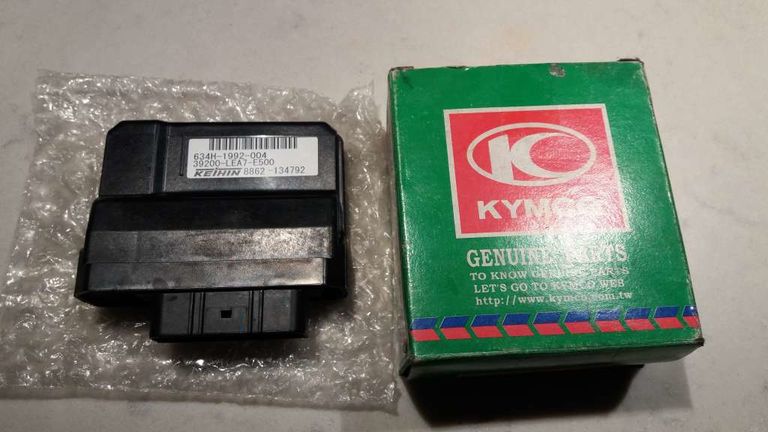 634H-1992-004
39200-LEA7-E500
KEIHIN 8862-134792
K
KYMCO
GENUINE PARTS
TO KNOW GENUINE PARTS
LET'S GO TO KYMCO WEB
http://www.kymco.com.tw